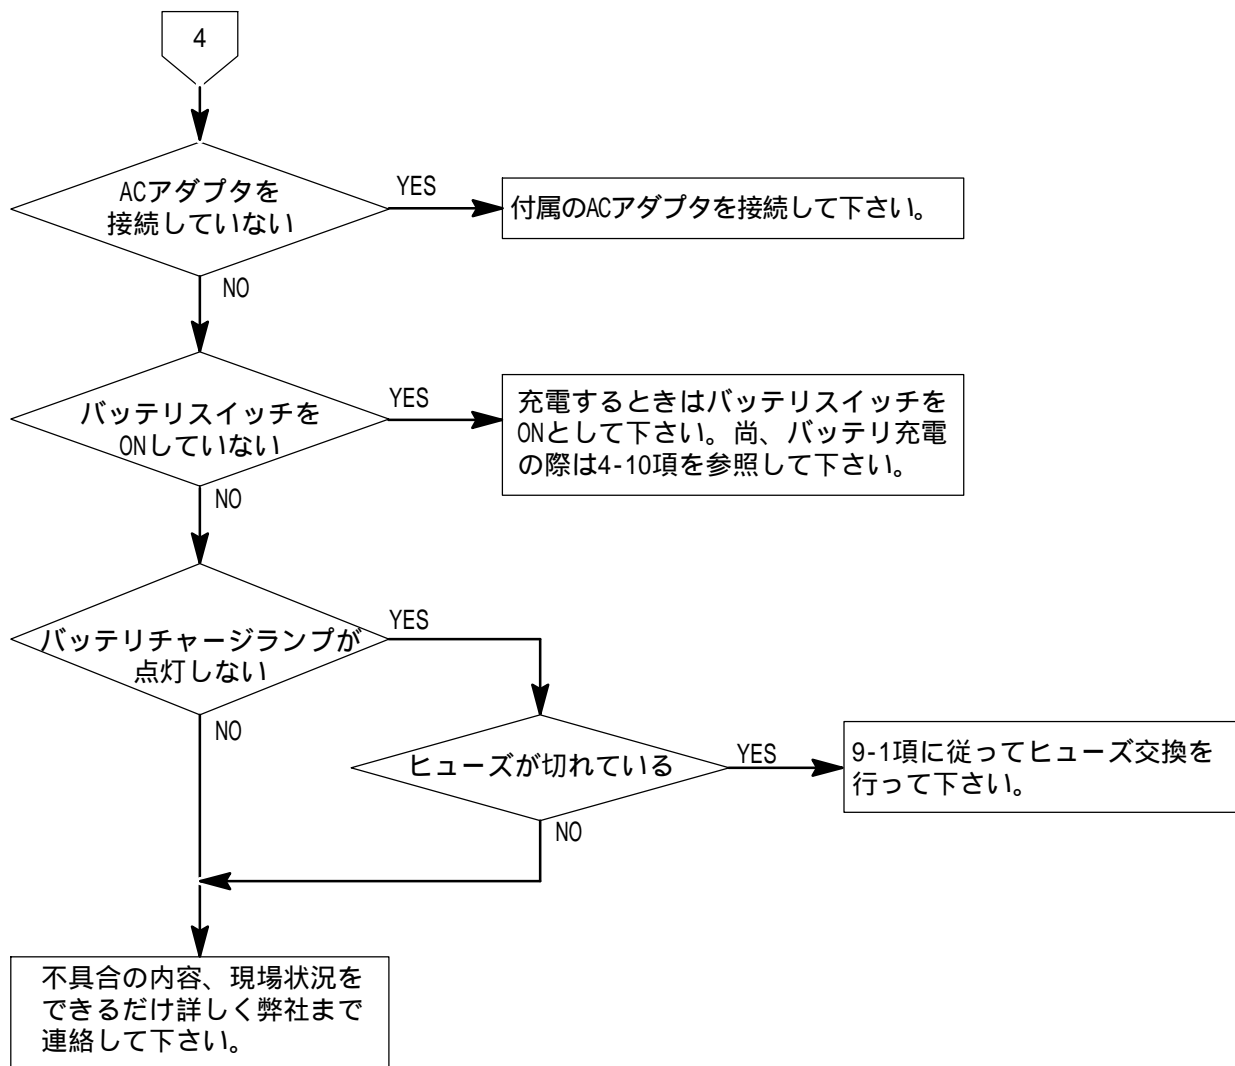 4
ACアダプタを
接続していない
YES
付属のACアダプタを接続して下さい。
NO
バッテリスイッチを
ONしていない
YES
充電するときはバッテリスイッチを
ONとして下さい。尚、バッテリ充電
の際は4-10項を参照して下さい。
NO
バッテリチャージランプが
点灯しない
YES
NO
ヒューズが切れている
YES
9-1項に従ってヒューズ交換を
行って下さい。
NO
不具合の内容、現場状況を
できるだけ詳しく弊社まで
連絡して下さい。